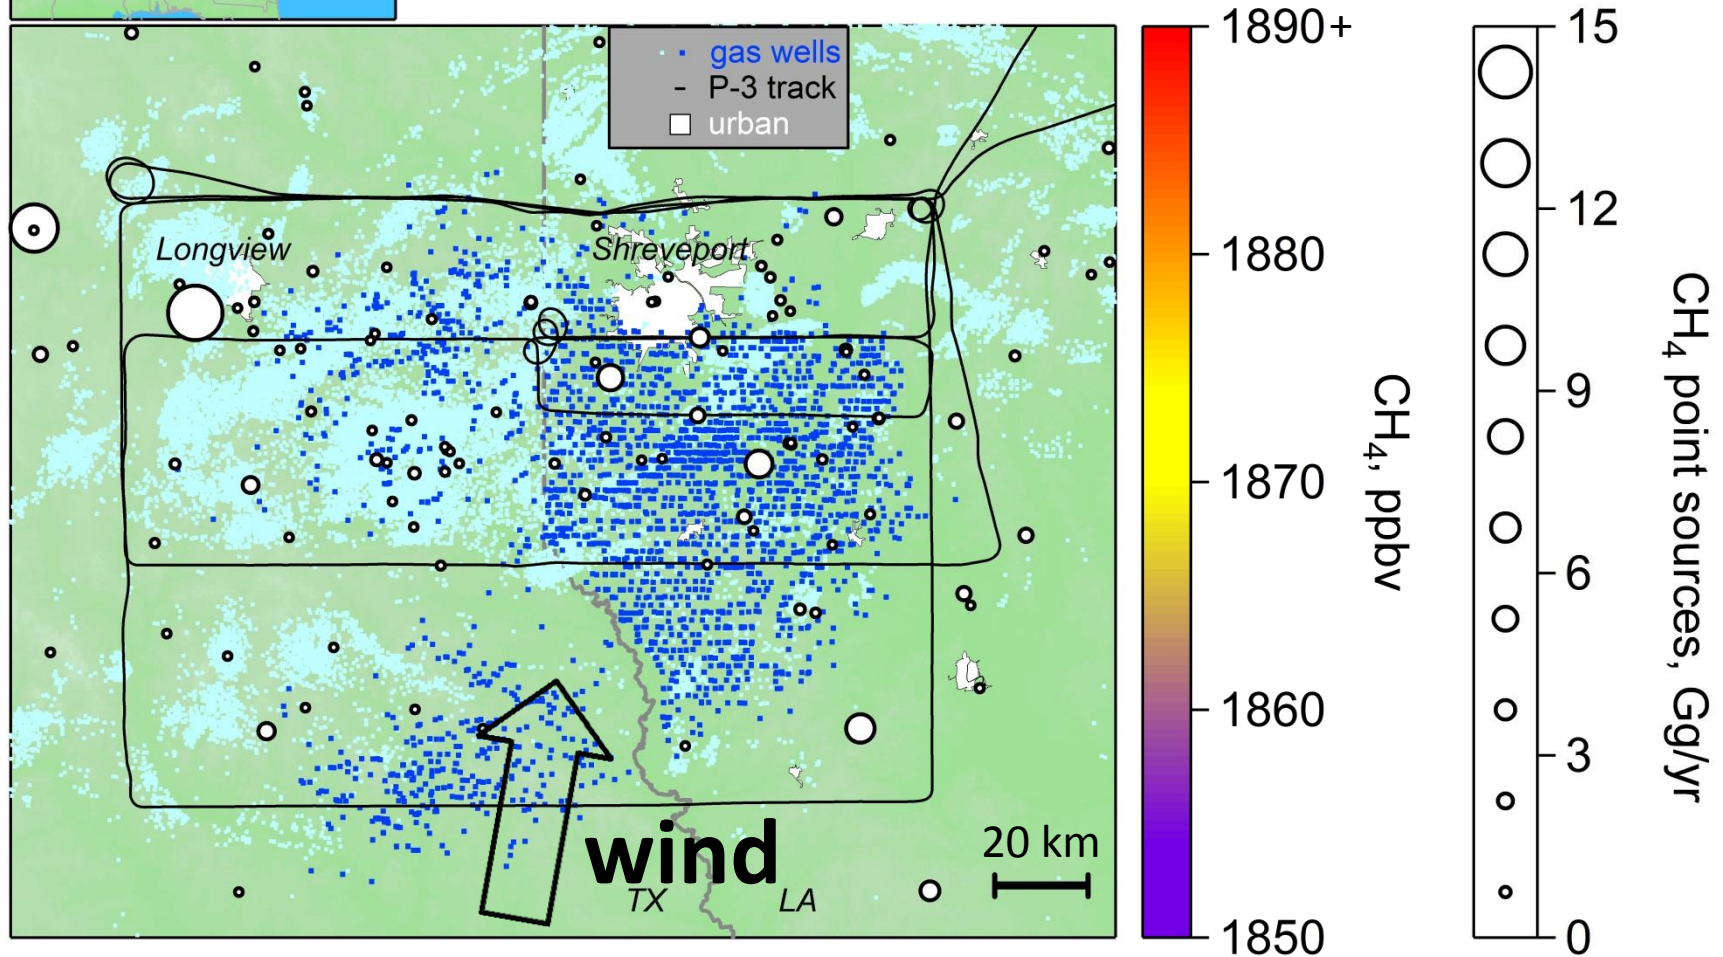 gas wells
P-3 track
urban
Longview
Shreveport
wind
TX
LA
20 km
1890+
1880
1870
1860
1850
CH4, ppbv
15
12
9
6
3
0
CH4 point sources, Gg/yr